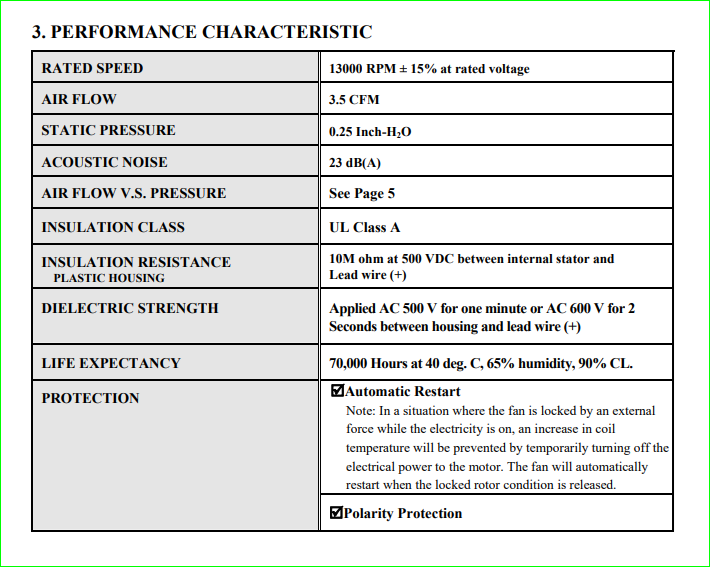 3. PERFORMANCE CHARACTERISTIC
RATED SPEED
13000 RPM ± 15% at rated voltage
AIR FLOW
3.5 CFM
STATIC PRESSURE
0.25 Inch-H₂O
ACOUSTIC NOISE
23 dB(A)
AIR FLOW V.S. PRESSURE
See Page 5
INSULATION CLASS
UL Class A
INSULATION RESISTANCE
PLASTIC HOUSING
10M ohm at 500 VDC between internal stator and
Lead wire (+)
DIELECTRIC STRENGTH
Applied AC 500 V for one minute or AC 600 V for 2
Seconds between housing and lead wire (+)
LIFE EXPECTANCY
70,000 Hours at 40 deg. C, 65% humidity, 90% CL.
PROTECTION
☑Automatic Restart
Note: In a situation where the fan is locked by an external
force while the electricity is on, an increase in coil
temperature will be prevented by temporarily turning off the
electrical power to the motor. The fan will automatically
restart when the locked rotor condition is released.
☑Polarity Protection